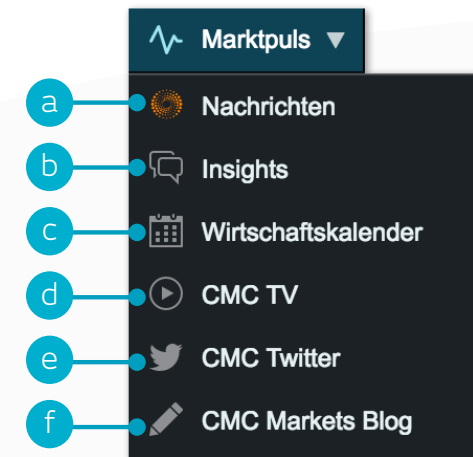 Marktpuls
a Nachrichten
b Insights
c Wirtschaftskalender
d CMC TV
e CMC Twitter
f CMC Markets Blog